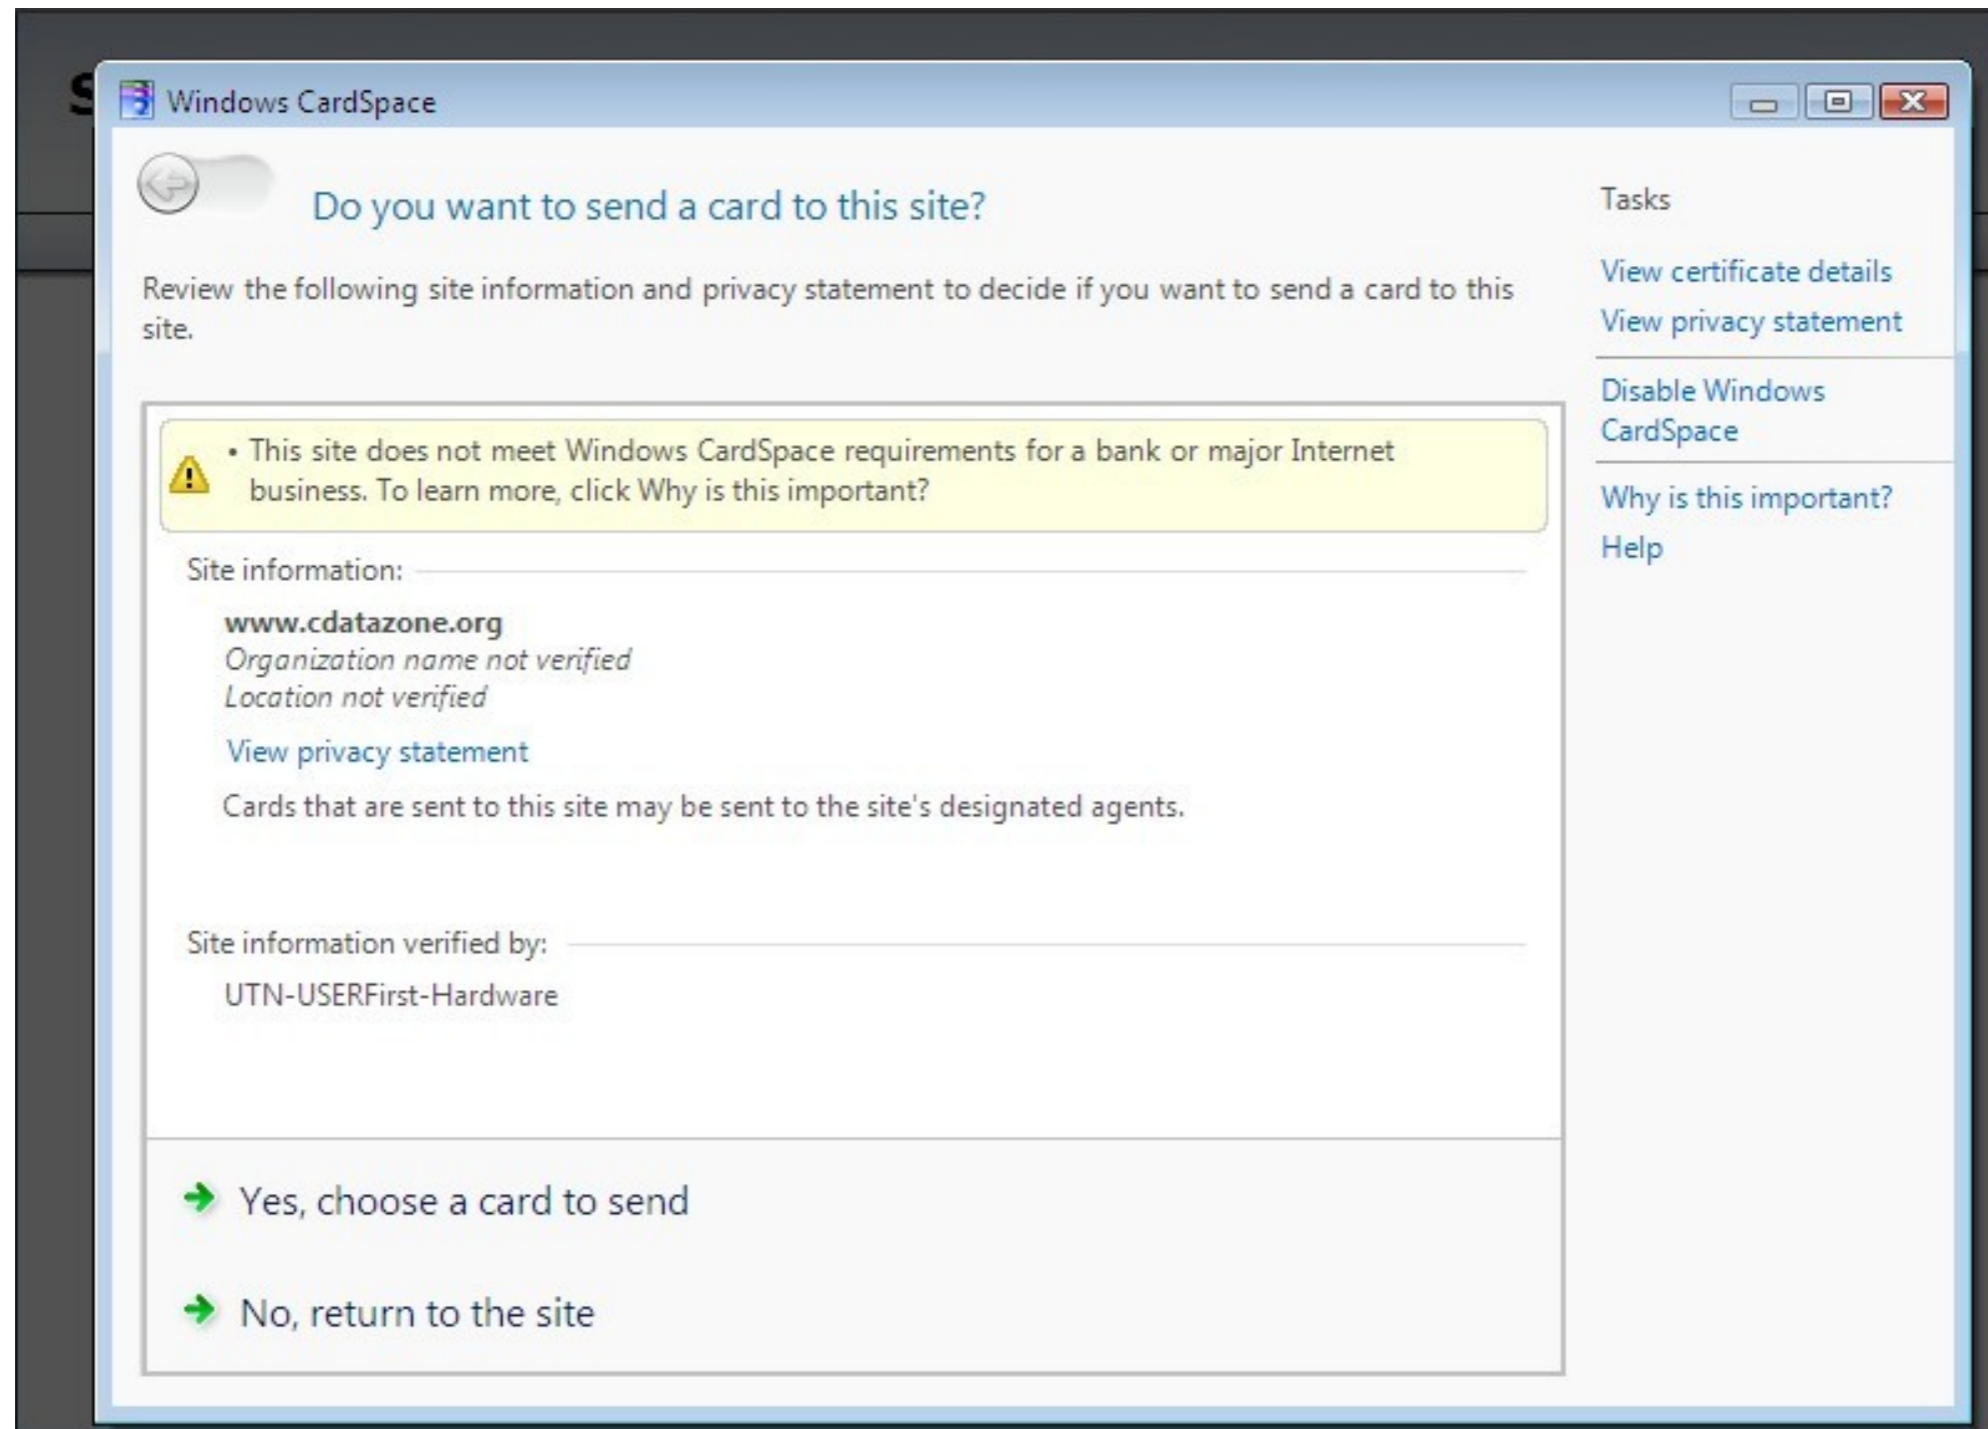 S
Windows CardSpace
Do you want to send a card to this site?
Review the following site information and privacy statement to decide if you want to send a card to this
site.
• This site does not meet Windows CardSpace requirements for a bank or major Internet
business. To learn more, click Why is this important?
Site information:
www.cdatazone.org
Organization name not verified
Location not verified
View privacy statement
Cards that are sent to this site may be sent to the site's designated agents.
Site information verified by:
UTN-USERFirst-Hardware
Yes, choose a card to send
No, return to the site
Tasks
View certificate details
View privacy statement
Disable Windows
CardSpace
Why is this important?
Help